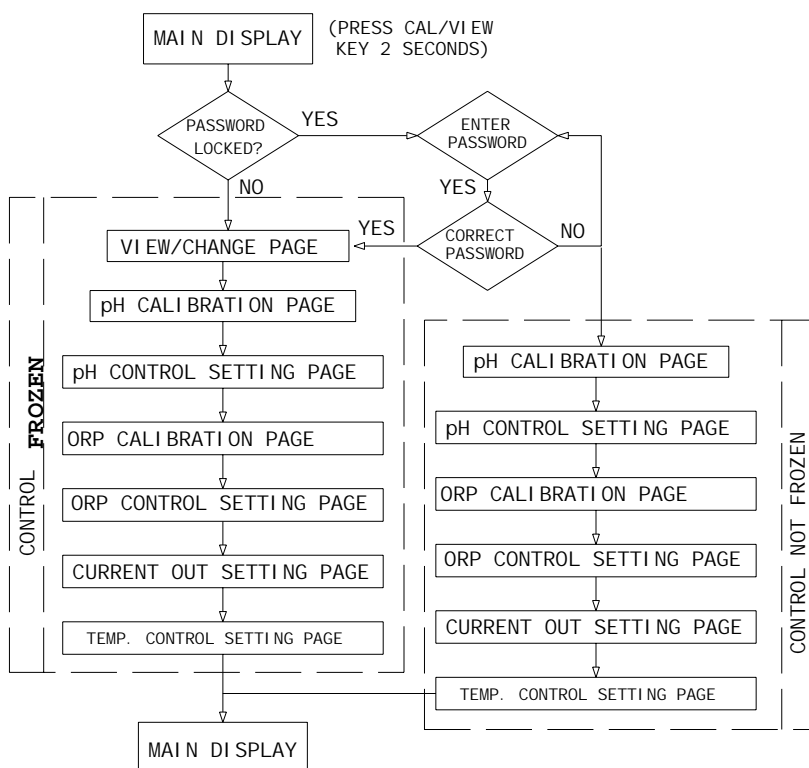 MAIN DISPLAY
(PRESS CAL/VIEW
KEY 2 SECONDS)
PASSWORD
LOCKED?
YES
ENTER
PASSWORD
NO
YES
YES
CORRECT
PASSWORD
NO
VIEW/CHANGE PAGE
pH CALIBRATION PAGE
pH CONTROL SETTING PAGE
ORP CALIBRATION PAGE
ORP CONTROL SETTING PAGE
CURRENT OUT SETTING PAGE
TEMP. CONTROL SETTING PAGE
CONTROL FROZEN
pH CALIBRATION PAGE
pH CONTROL SETTING PAGE
ORP CALIBRATION PAGE
ORP CONTROL SETTING PAGE
CURRENT OUT SETTING PAGE
TEMP. CONTROL SETTING PAGE
CONTROL NOT FROZEN
MAIN DISPLAY